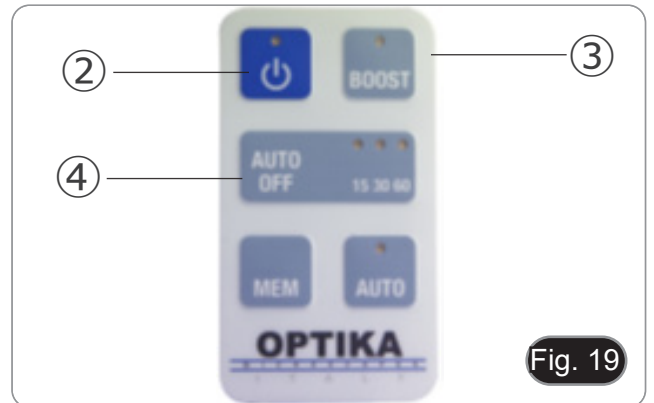 ② ③
BOOST
④ AUTO OFF 15 30 60
MEM AUTO
OPTIKA
I T A L Y
Fig. 19